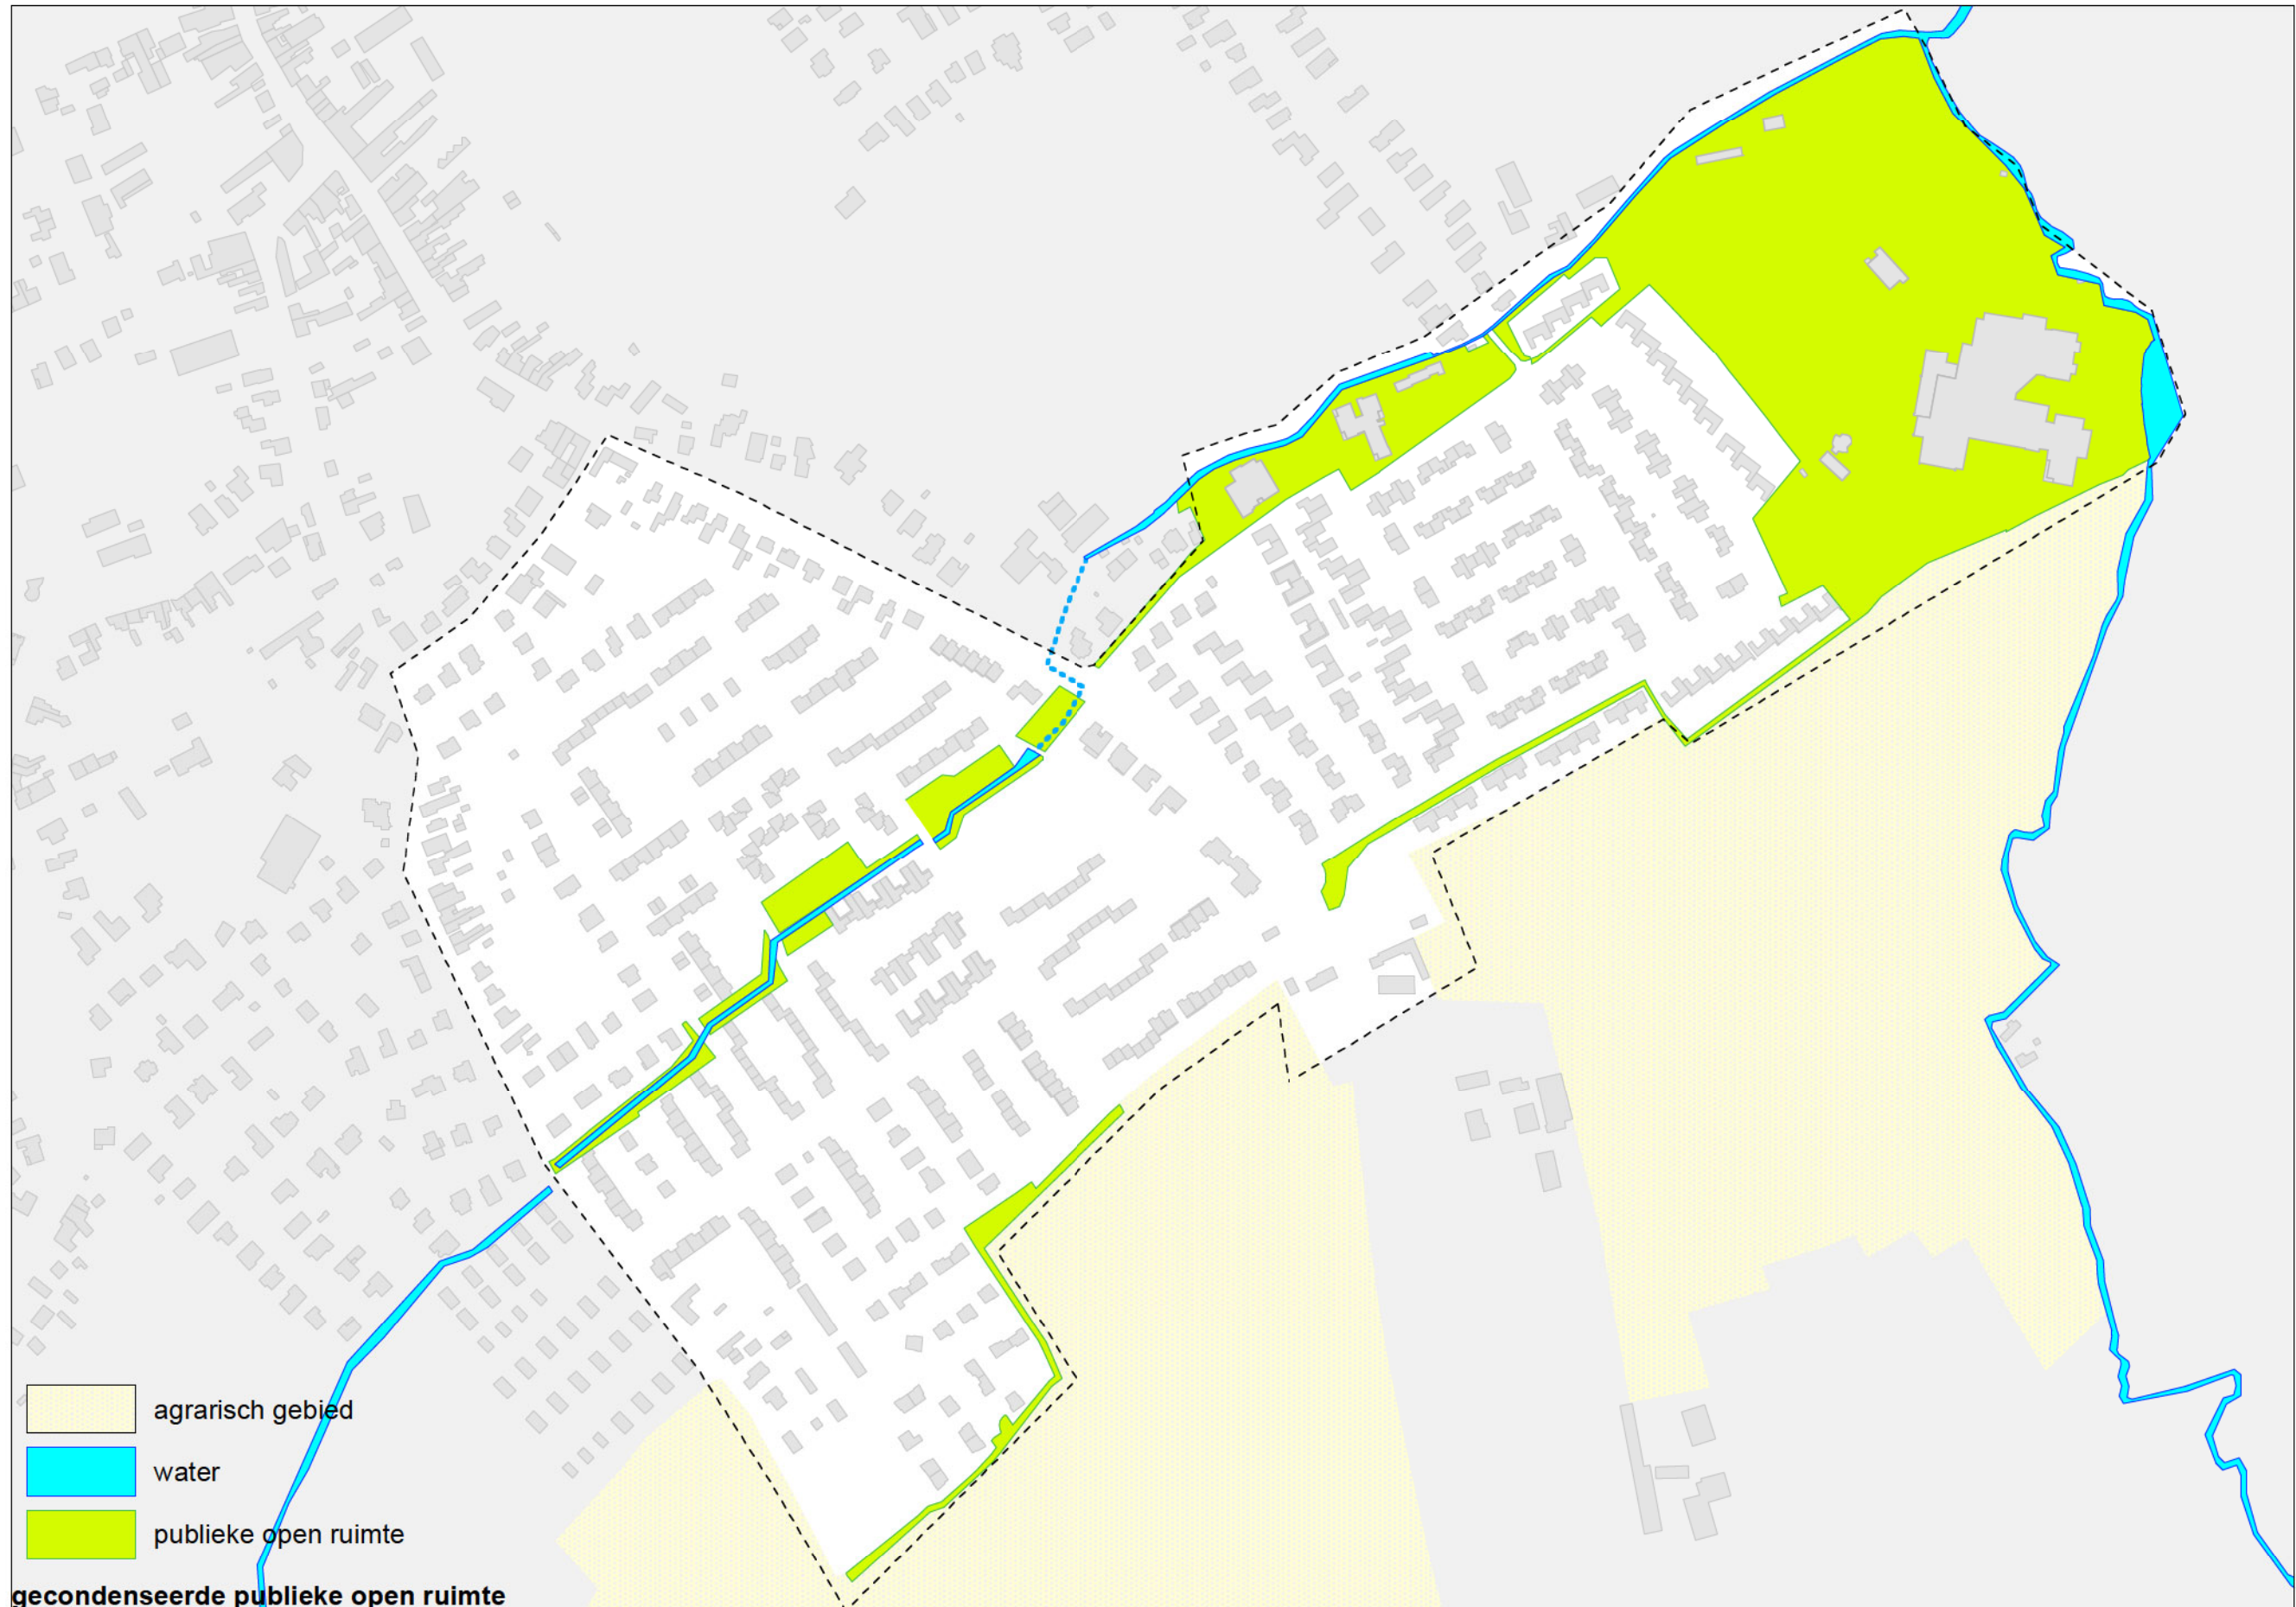 agrarisch gebied
water
publieke open ruimte
gecondenseerde publieke open ruimte